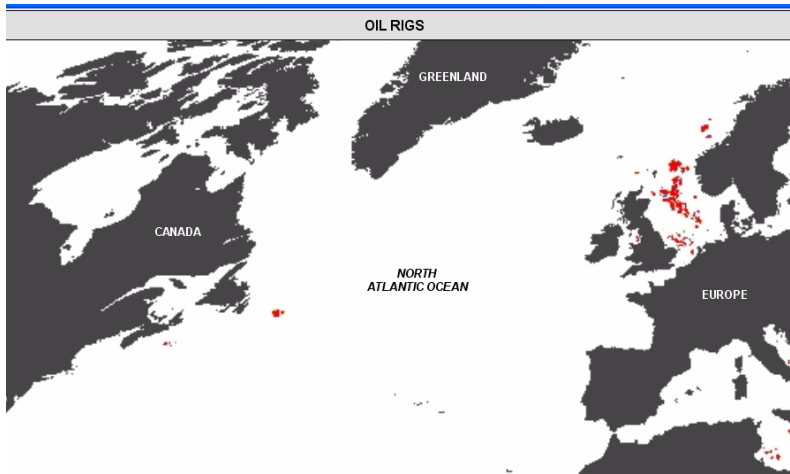 OIL RIGS
GREENLAND
CANADA
NORTH
ATLANTIC OCEAN
EUROPE